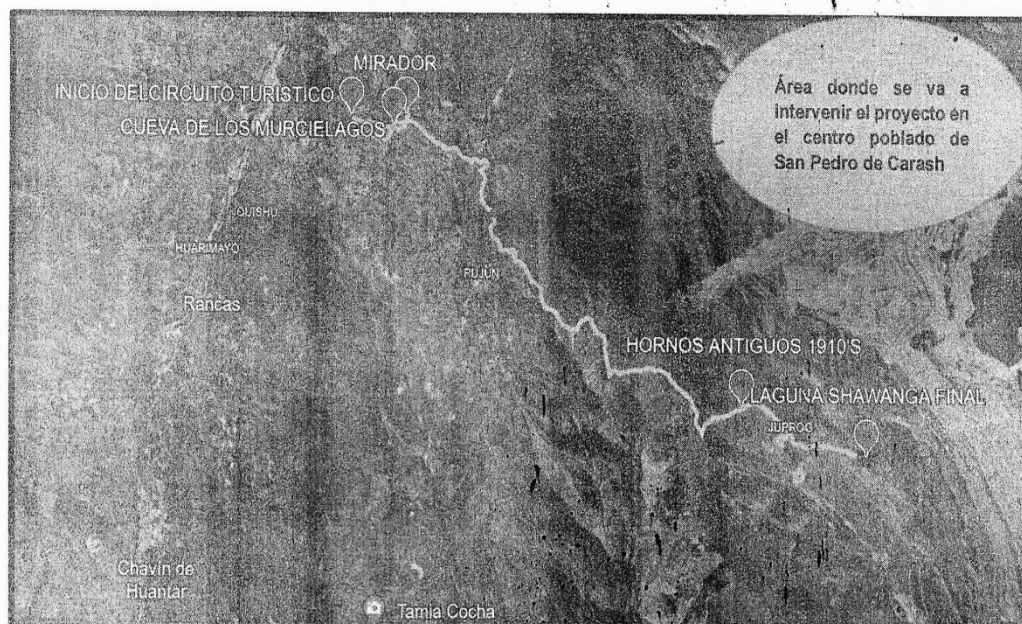 MIRADOR
INICIO DELCIRCUITO TURISTICO
CUEVA DE LOS MURCIELAGOS
Área donde se va a
intervenir el proyecto en
el centro poblado de
San Pedro de Carash
QUISHU
HUARIMAYO
PUJÚN
Rancas
HORNOS ANTIGUOS 1910'S
LAGUNA SHAWANGA FINAL
JUPROG
Chavín de
Huantar
Tamia Cocha